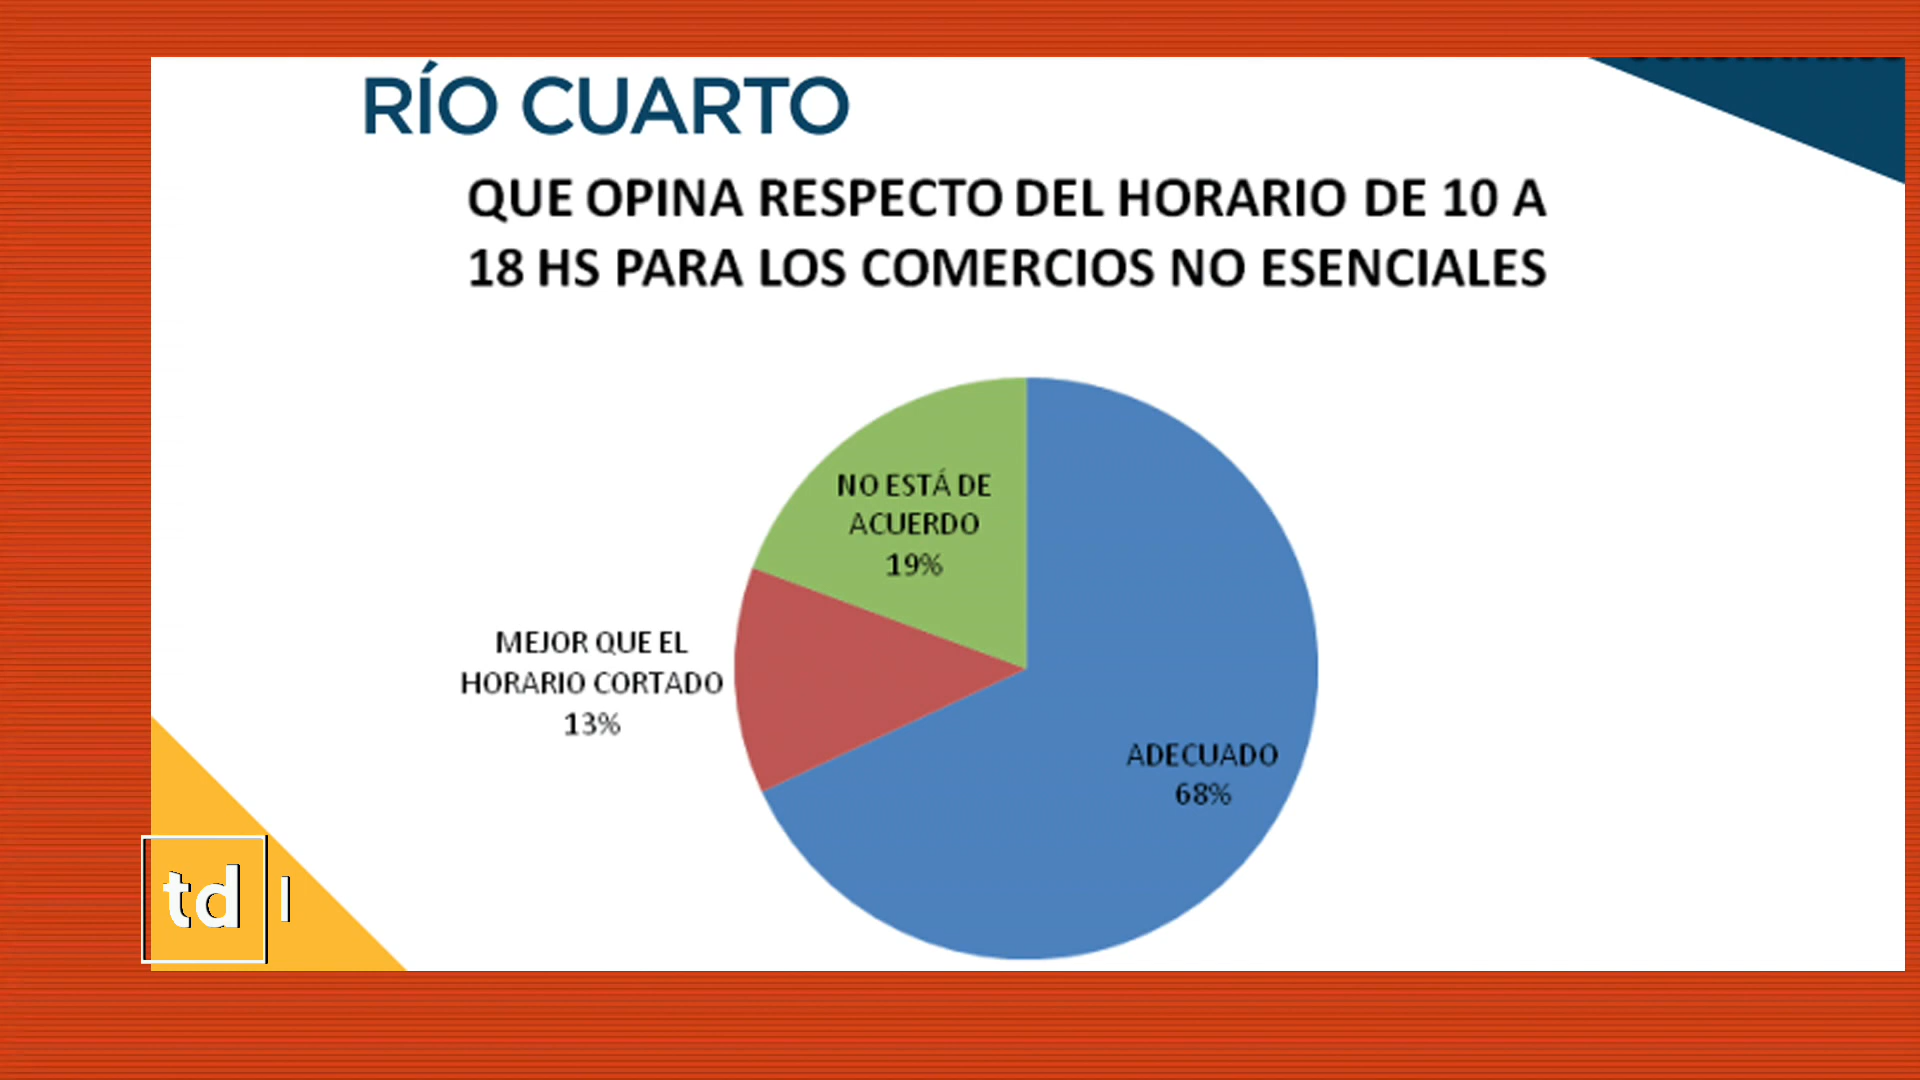 RÍO CUARTO
QUE OPINA RESPECTO DEL HORARIO DE 10 A
18 HS PARA LOS COMERCIOS NO ESENCIALES
NO ESTÁ DE
ACUERDO
19%
MEJOR QUE EL
HORARIO CORTADO
13%
ADECUADO
68%
td